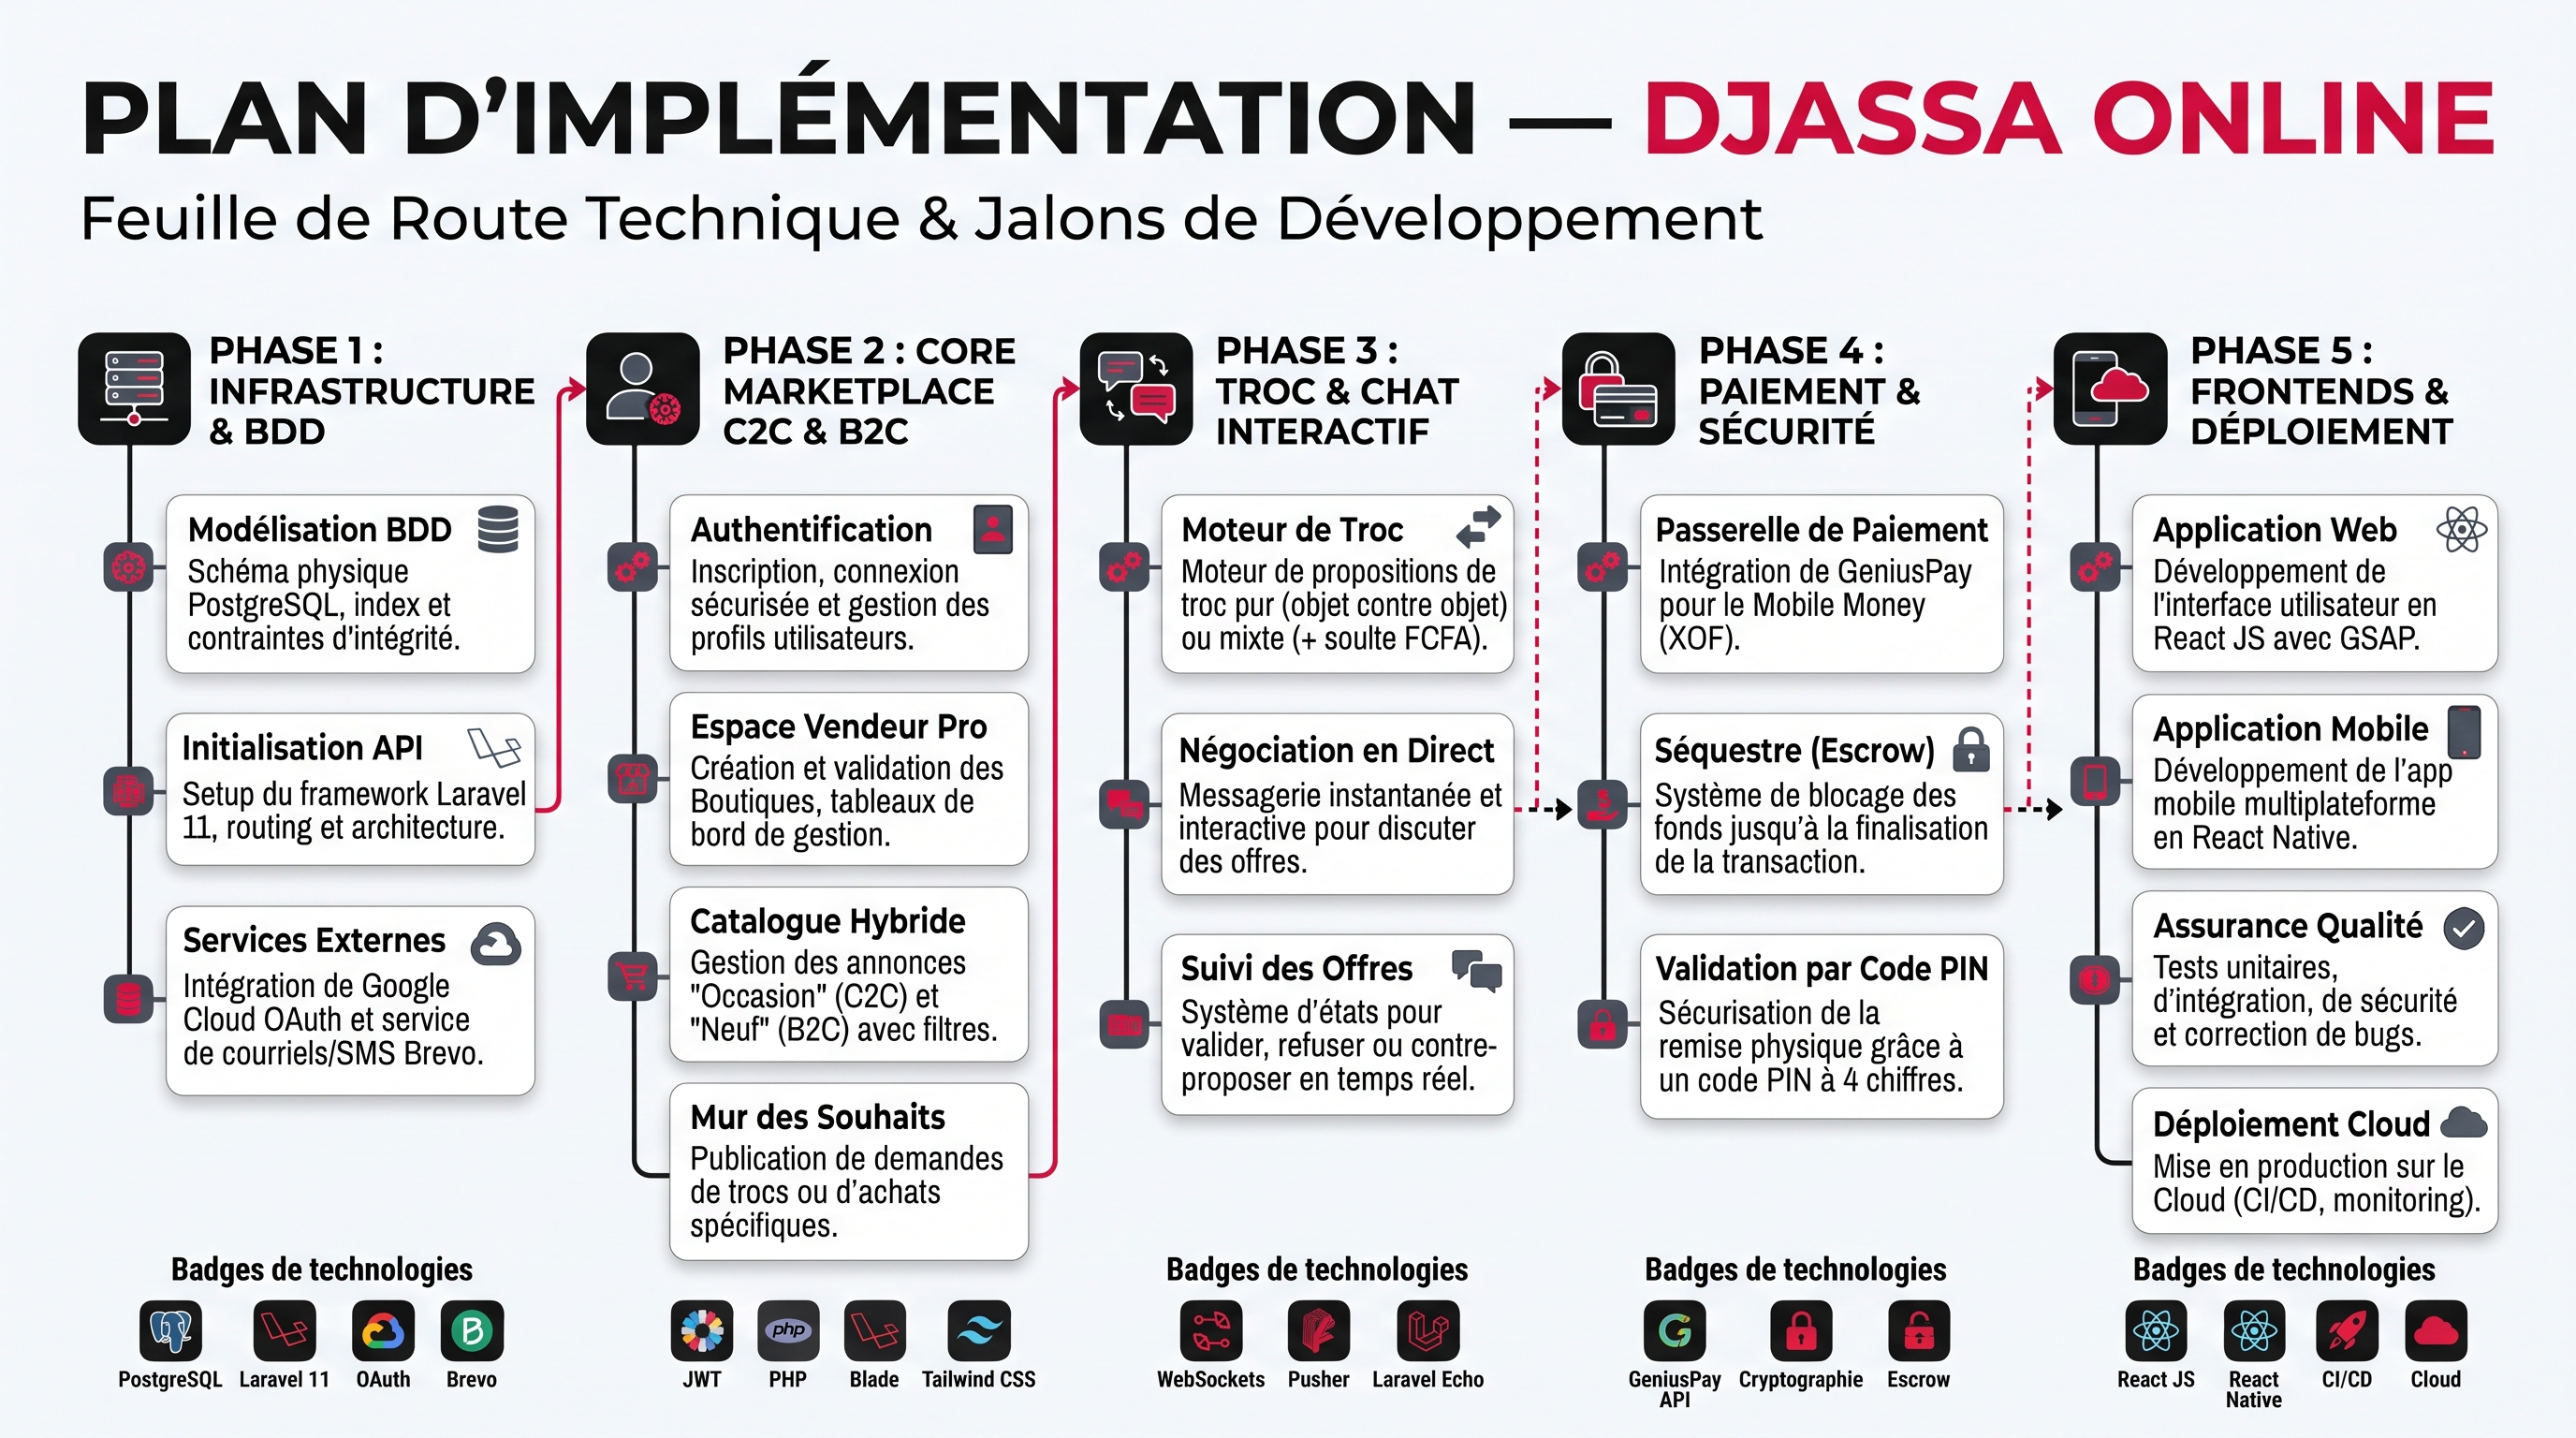 PLAN D’IMPLÉMENTATION — DJASSA ONLINE
Feuille de Route Technique & Jalons de Développement
PHASE 1 :
INFRASTRUCTURE
& BDD
Modélisation BDD
Schéma physique
PostgreSQL, index et
contraintes d'intégrité.
Initialisation API
Setup du framework Laravel
11, routing et architecture.
Services Externes
Intégration de Google
Cloud OAuth et service
de courriels/SMS Brevo.
Badges de technologies
PostgreSQL
Laravel 11
OAuth
Brevo
PHASE 2 : CORE
MARKETPLACE
C2C & B2C
Authentification
Inscription, connexion
sécurisée et gestion des
profils utilisateurs.
Espace Vendeur Pro
Création et validation des
Boutiques, tableaux de
bord de gestion.
Catalogue Hybride
Gestion des annonces
"Occasion" (C2C) et
"Neuf" (B2C) avec filtres.
Mur des Souhaits
Publication de demandes
de trocs ou d’achats
spécifiques.
JWT
php
PHP
Blade
Tailwind CSS
PHASE 3 :
TROC & CHAT
INTERACTIF
Moteur de Troc
Moteur de propositions de
troc pur (objet contre objet)
ou mixte (+ soulte FCFA).
Négociation en Direct
Messagerie instantanée et
interactive pour discuter
des offres.
Suivi des Offres
Système d’états pour
valider, refuser ou contre-
proposer en temps réel.
Badges de technologies
WebSockets
Pusher
Laravel Echo
PHASE 4 :
PAIEMENT &
SÉCURITÉ
Passerelle de Paiement
Intégration de GeniusPay
pour le Mobile Money
(XOF).
Séquestre (Escrow)
Système de blocage des
fonds jusqu’à la finalisation
de la transaction.
Validation par Code PIN
Sécurisation de la
remise physique grâce à
un code PIN à 4 chiffres.
Badges de technologies
GeniusPay
API
Cryptographie
Escrow
PHASE 5 :
FRONTENDS &
DÉPLOIEMENT
Application Web
Développement de
l'interface utilisateur en
React JS avec GSAP.
Application Mobile
Développement de l’app
mobile multiplateforme
en React Native.
Assurance Qualité
Tests unitaires,
d’intégration, de sécurité
et correction de bugs.
Déploiement Cloud
Mise en production sur le
Cloud (CI/CD, monitoring).
Badges de technologies
React JS
React
Native
CI/CD
Cloud